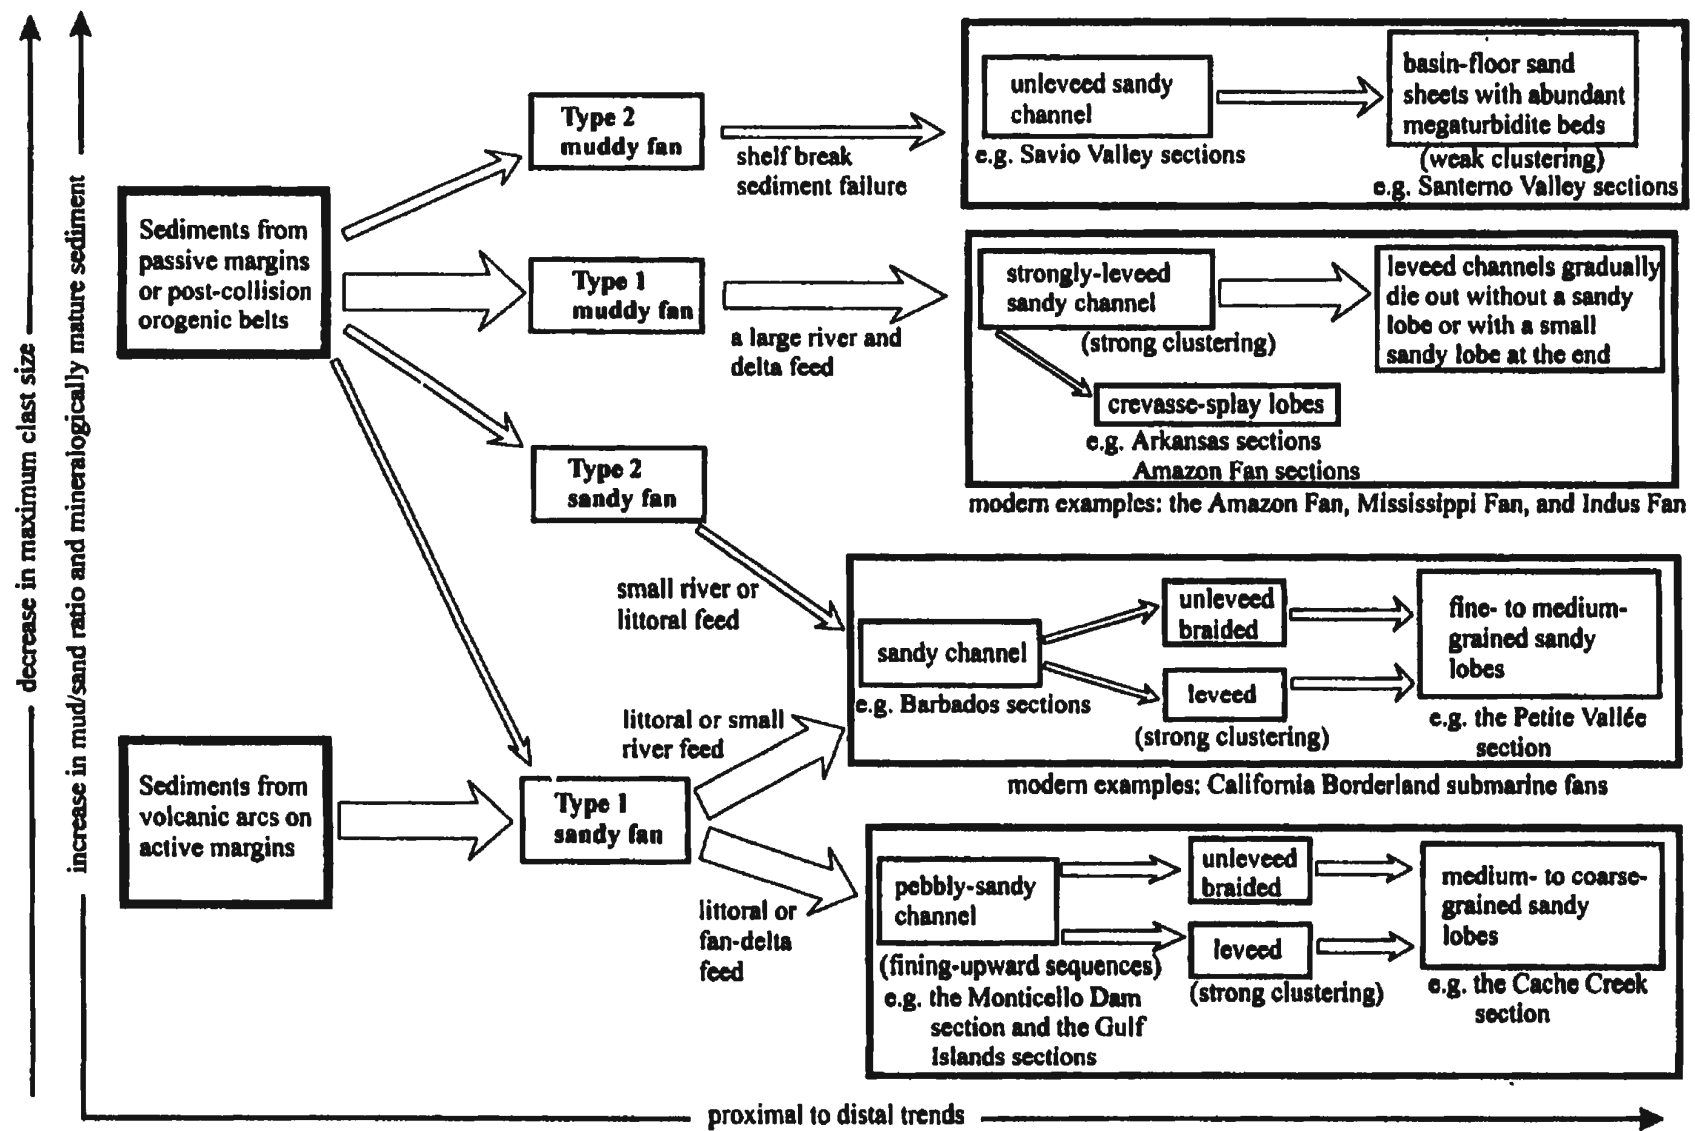 decrease in maximum clast size
increase in mud/sand ratio and mineralogically mature sediment
Sediments from
passive margins
or post-collision
orogenic belts
Sediments from
volcanic arcs on
active margins
Type 2
muddy fan
shelf break
sediment failure
unleveed sandy
channel
e.g. Savio Valley sections
basin-floor sand
sheets with abundant
megaturbidite beds
(weak clustering)
e.g. Santerno Valley sections
Type 1
muddy fan
a large river and
delta feed
strongly-leveed
sandy channel
(strong clustering)
leveed channels gradually
die out without a sandy
lobe or with a small
sandy lobe at the end
crevasse-splay lobes
e.g. Arkansas sections
Amazon Fan sections
modern examples: the Amazon Fan, Mississippi Fan, and Indus Fan
Type 2
sandy fan
small river or
littoral feed
sandy channel
e.g. Barbados sections
unleveed
braided
leveed
(strong clustering)
fine- to medium-
grained sandy
lobes
e.g. the Petite Vallée
section
modern examples: California Borderland submarine fans
Type 1
sandy fan
littoral or small
river feed
littoral or
fan-delta
feed
pebbly-sandy
channel
(fining-upward sequences)
e.g. the Monticello Dam
section and the Gulf
Islands sections
unleveed
braided
leveed
(strong clustering)
medium- to coarse-
grained sandy
lobes
e.g. the Cache Creek
section
proximal to distal trends